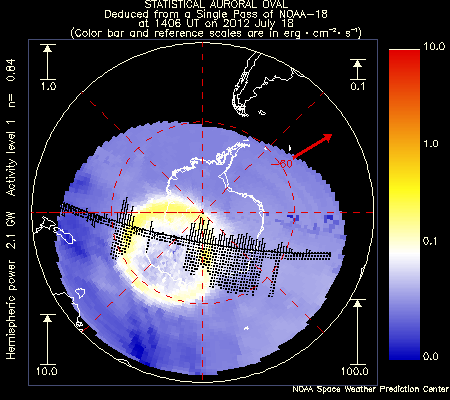 STATISTICAL AURORAL OVAL
Deduced from a Single Pass of NOAA-18
at 1406 UT on 2012 July 18
(Color bar and reference scales are in erg · cm⁻² · s⁻¹)
1.0
0.1
10.0
1.0
0.1
0.0
-60
Hemispheric power 2.1 GW Activity level 1 n= 0.84
10.0
100.0
NOAA Space Weather Prediction Center